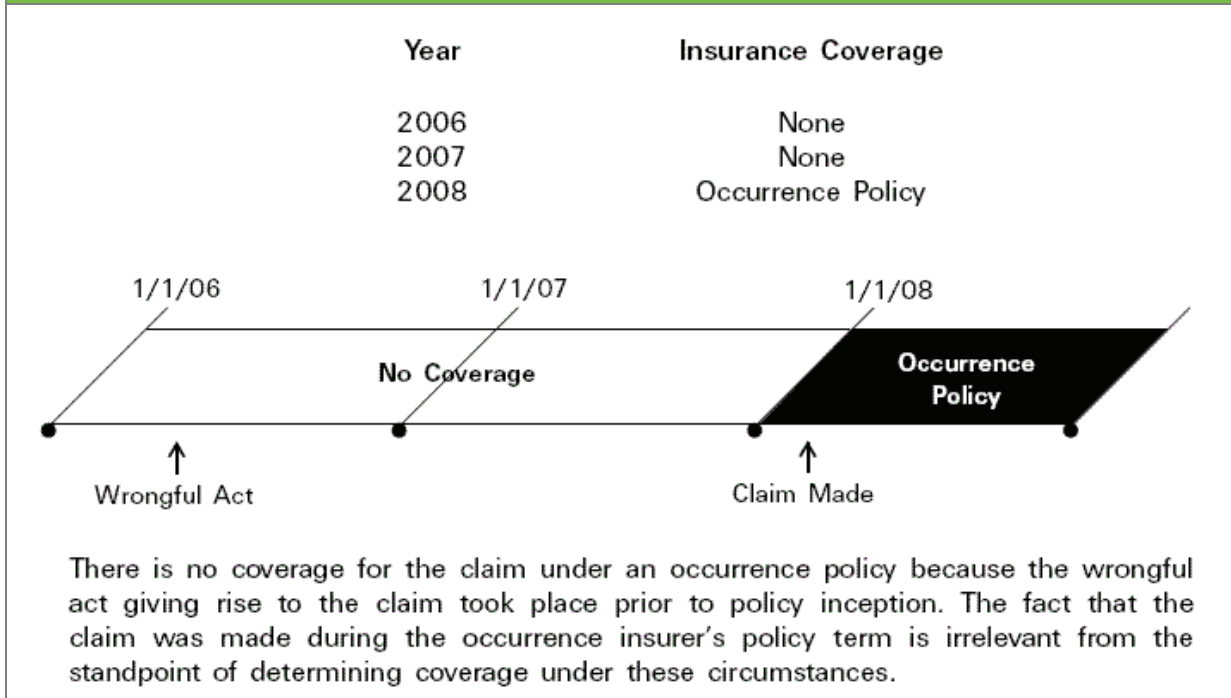 Year Insurance Coverage
2006 None
2007 None
2008 Occurrence Policy
1/1/06 1/1/07 1/1/08
No Coverage
Occurrence
Policy
Wrongful Act
Claim Made
There is no coverage for the claim under an occurrence policy because the wrongful
act giving rise to the claim took place prior to policy inception. The fact that the
claim was made during the occurrence insurer's policy term is irrelevant from the
standpoint of determining coverage under these circumstances.